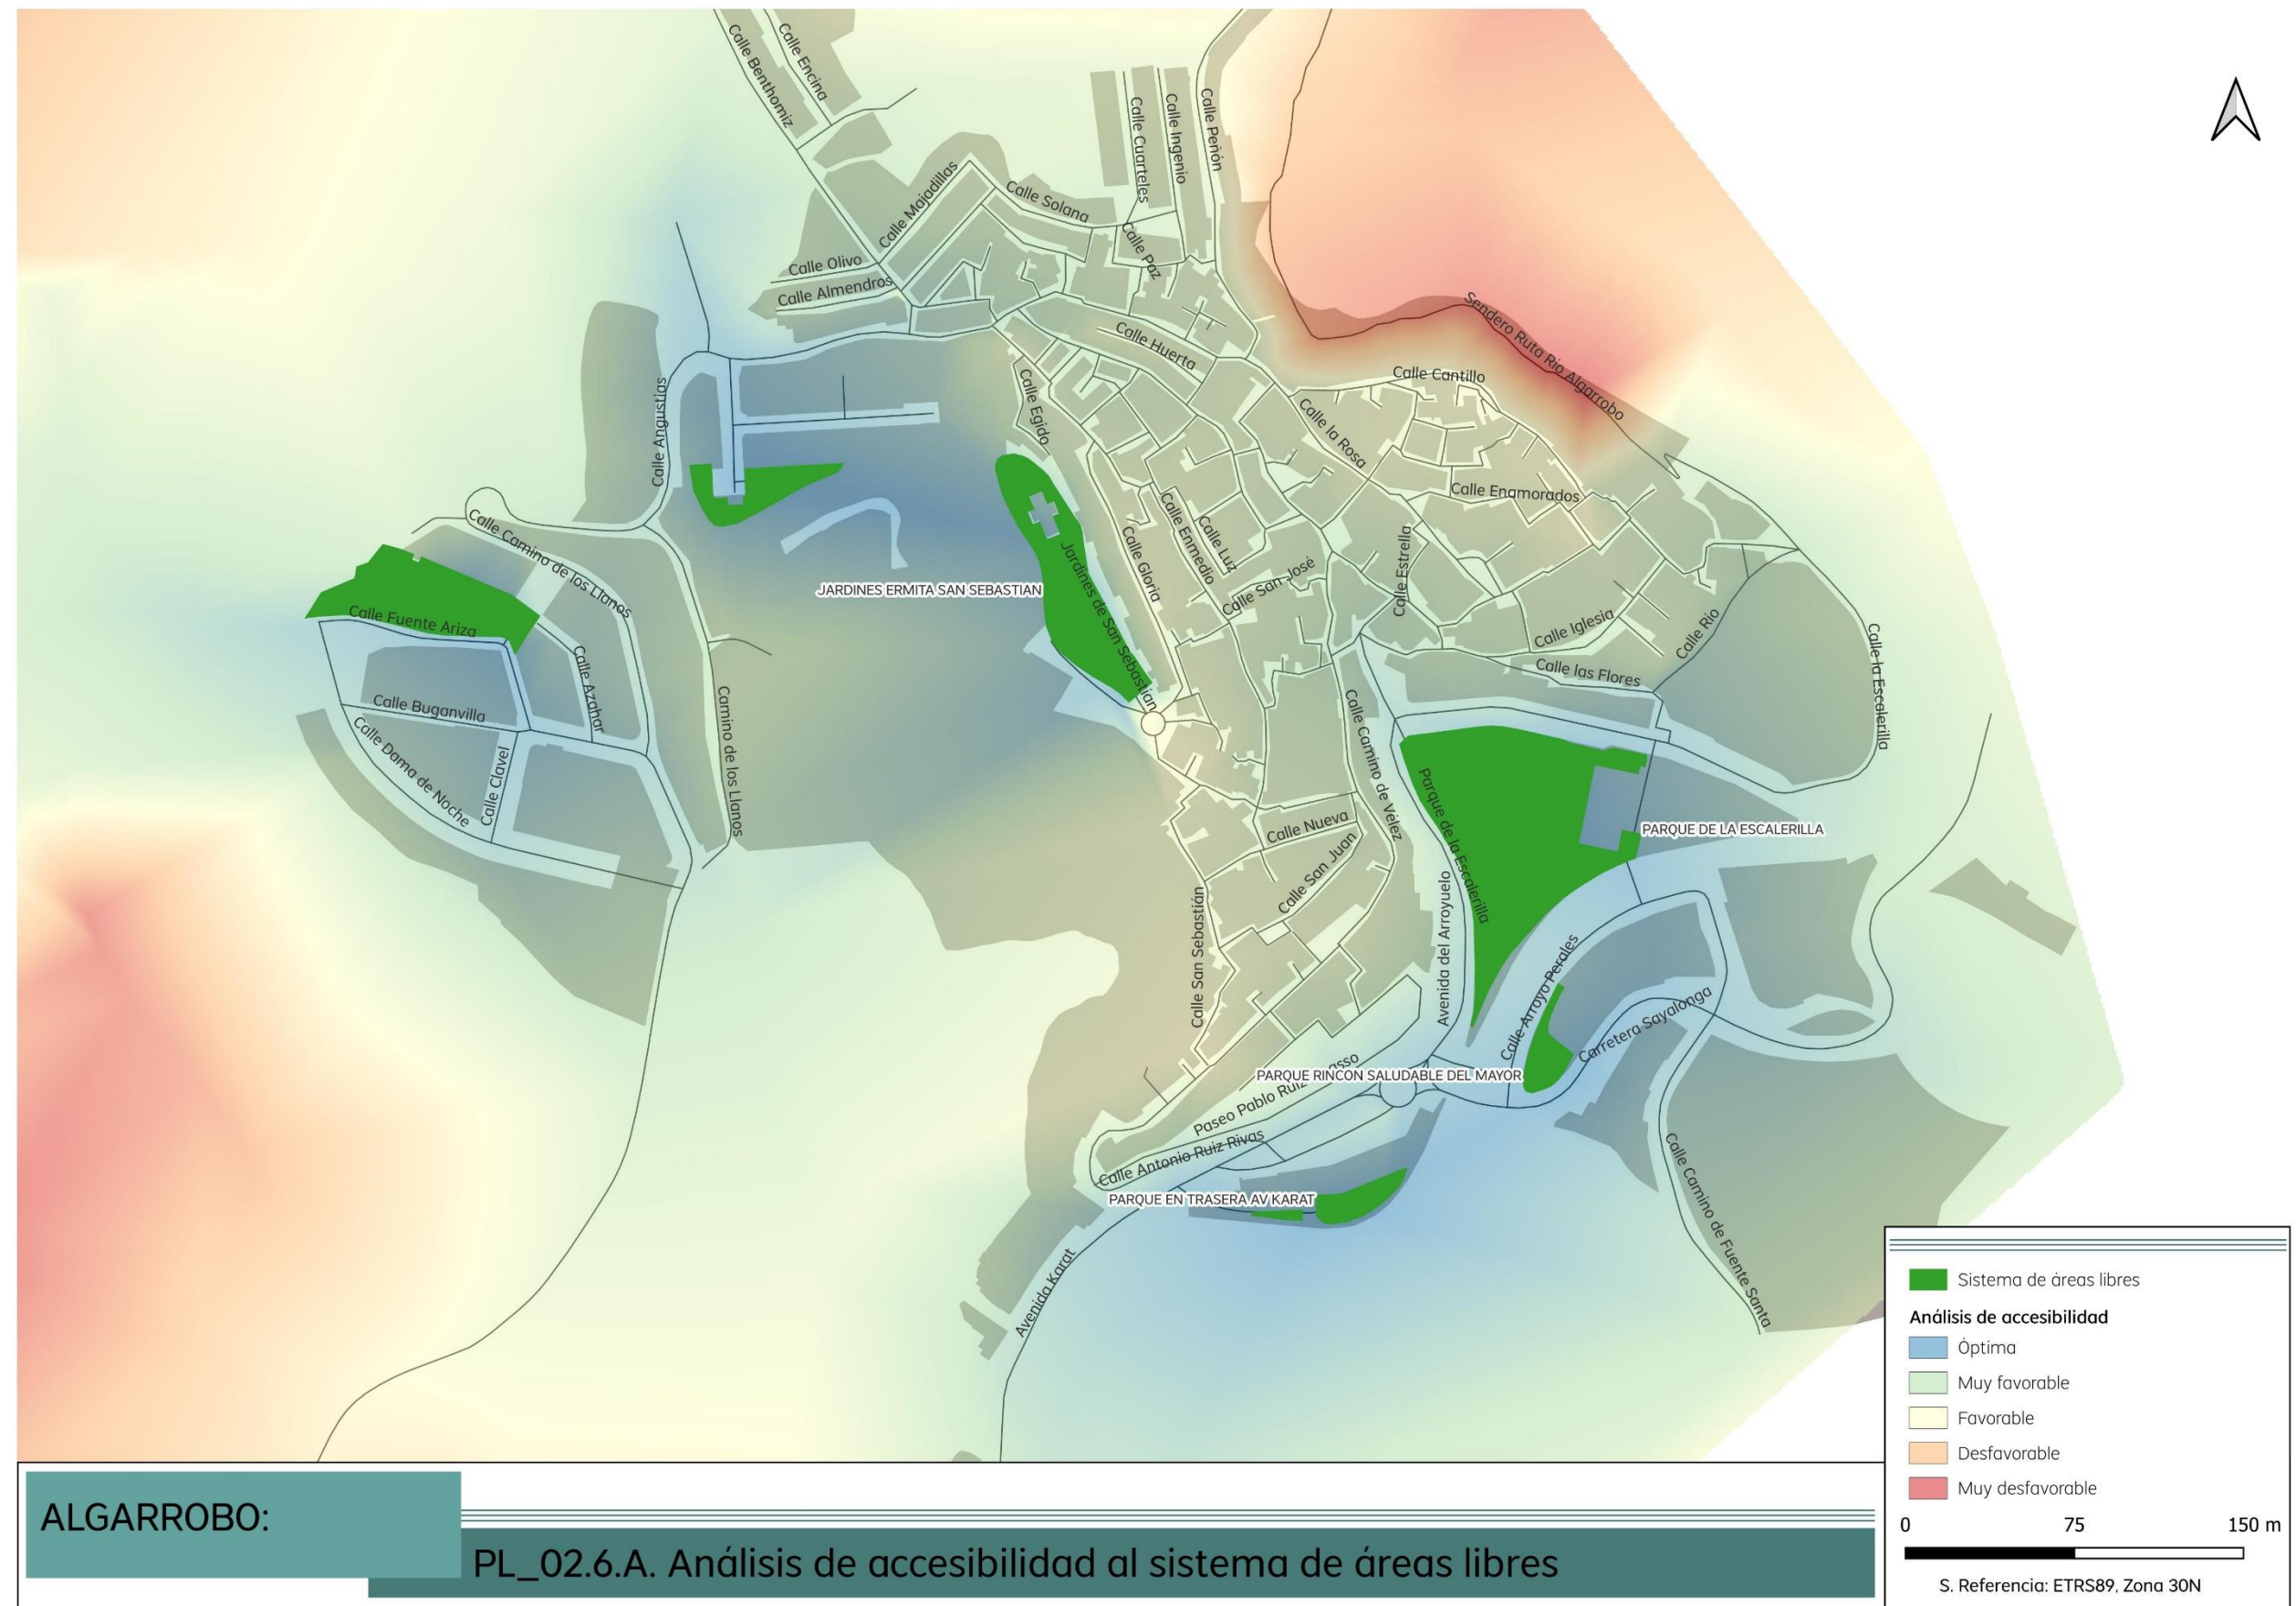 Calle Benthomiz
Calle Encina
Calle Cuarteles
Calle Ingenio
Calle Peñón
Calle Majadillas
Calle Solana
Calle Paz
Calle Olivo
Calle Almendros
Calle Huerta
Sendero Ruta Rio Algarrobo
Calle Cantillo
Calle Egido
Calle Angustias
Calle la Rosa
Calle Enamorados
Calle Camino de los Llanos
Calle Gloria
Calle Enmedio
Calle Luz
Calle San José
Calle Estrella
JARDINES ERMITA SAN SEBASTIAN
Jardines de San Sebastian
Calle Fuente Ariza
Calle Iglesia
Calle Rio
Calle la Escalerilla
Calle las Flores
Calle Azahar
Calle Buganvilla
Calle Dama de Noche
Calle Clavel
Camino de los Llanos
Calle Camino de Vélez
Parque de la Escalerilla
PARQUE DE LA ESCALERILLA
Calle Nueva
Calle San Juan
Calle San Sebastián
Avenida del Arroyuelo
Calle Arroyo Perales
Carretera Sayalonga
PARQUE RINCON SALUDABLE DEL MAYOR
Paseo Pablo Ruiz
Calle Antonio Ruiz Rivas
PARQUE EN TRASERA AV KARAT
Avenida Karat
Calle Camino de Fuente Santa
Sistema de áreas libres
Análisis de accesibilidad
Óptima
Muy favorable
Favorable
Desfavorable
Muy desfavorable
0 75 150 m
S. Referencia: ETRS89, Zona 30N
ALGARROBO:
PL_02.6.A. Análisis de accesibilidad al sistema de áreas libres